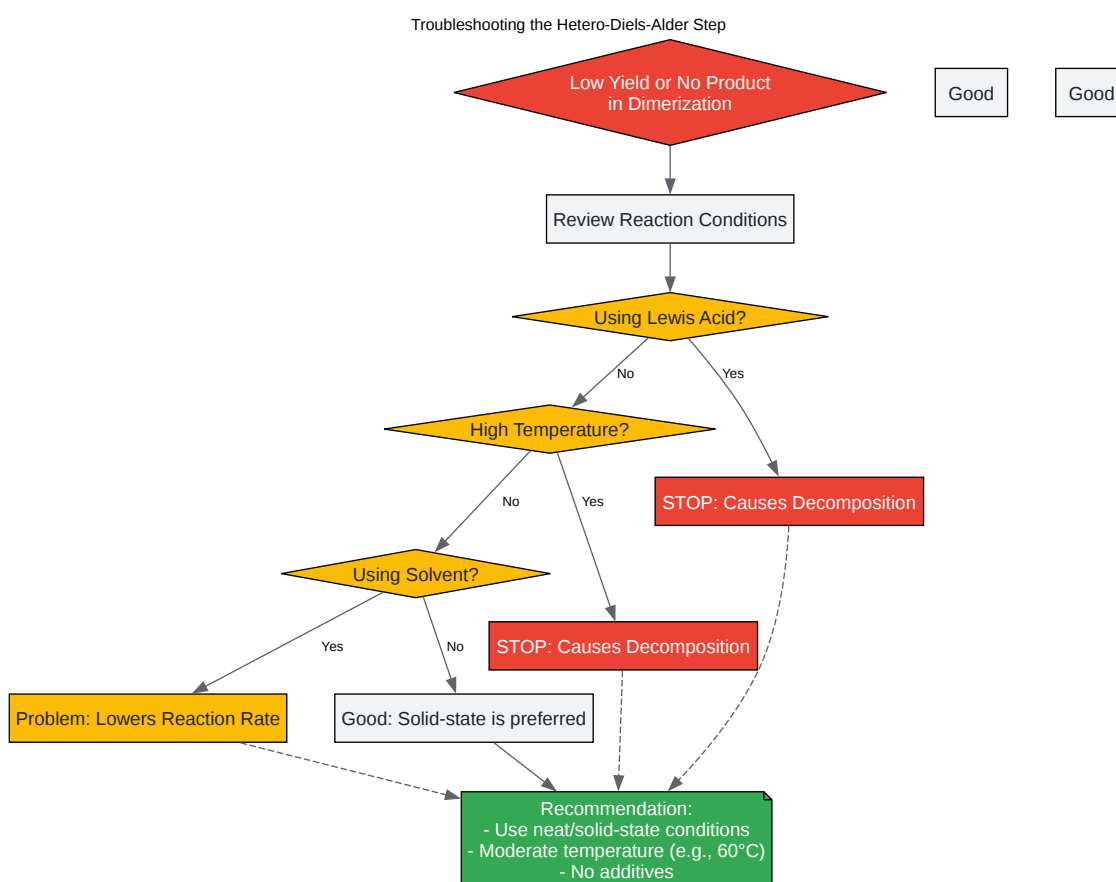 Troubleshooting the Hetero-Diels-Alder Step
Low Yield or No Product
in Dimerization
Good
Good
Review Reaction Conditions
Using Lewis Acid?
No
Yes
High Temperature?
No
Yes
STOP: Causes Decomposition
Using Solvent?
Yes
No
STOP: Causes Decomposition
Problem: Lowers Reaction Rate
Good: Solid-state is preferred
Recommendation:
- Use neat/solid-state conditions
- Moderate temperature (e.g., 60°C)
- No additives